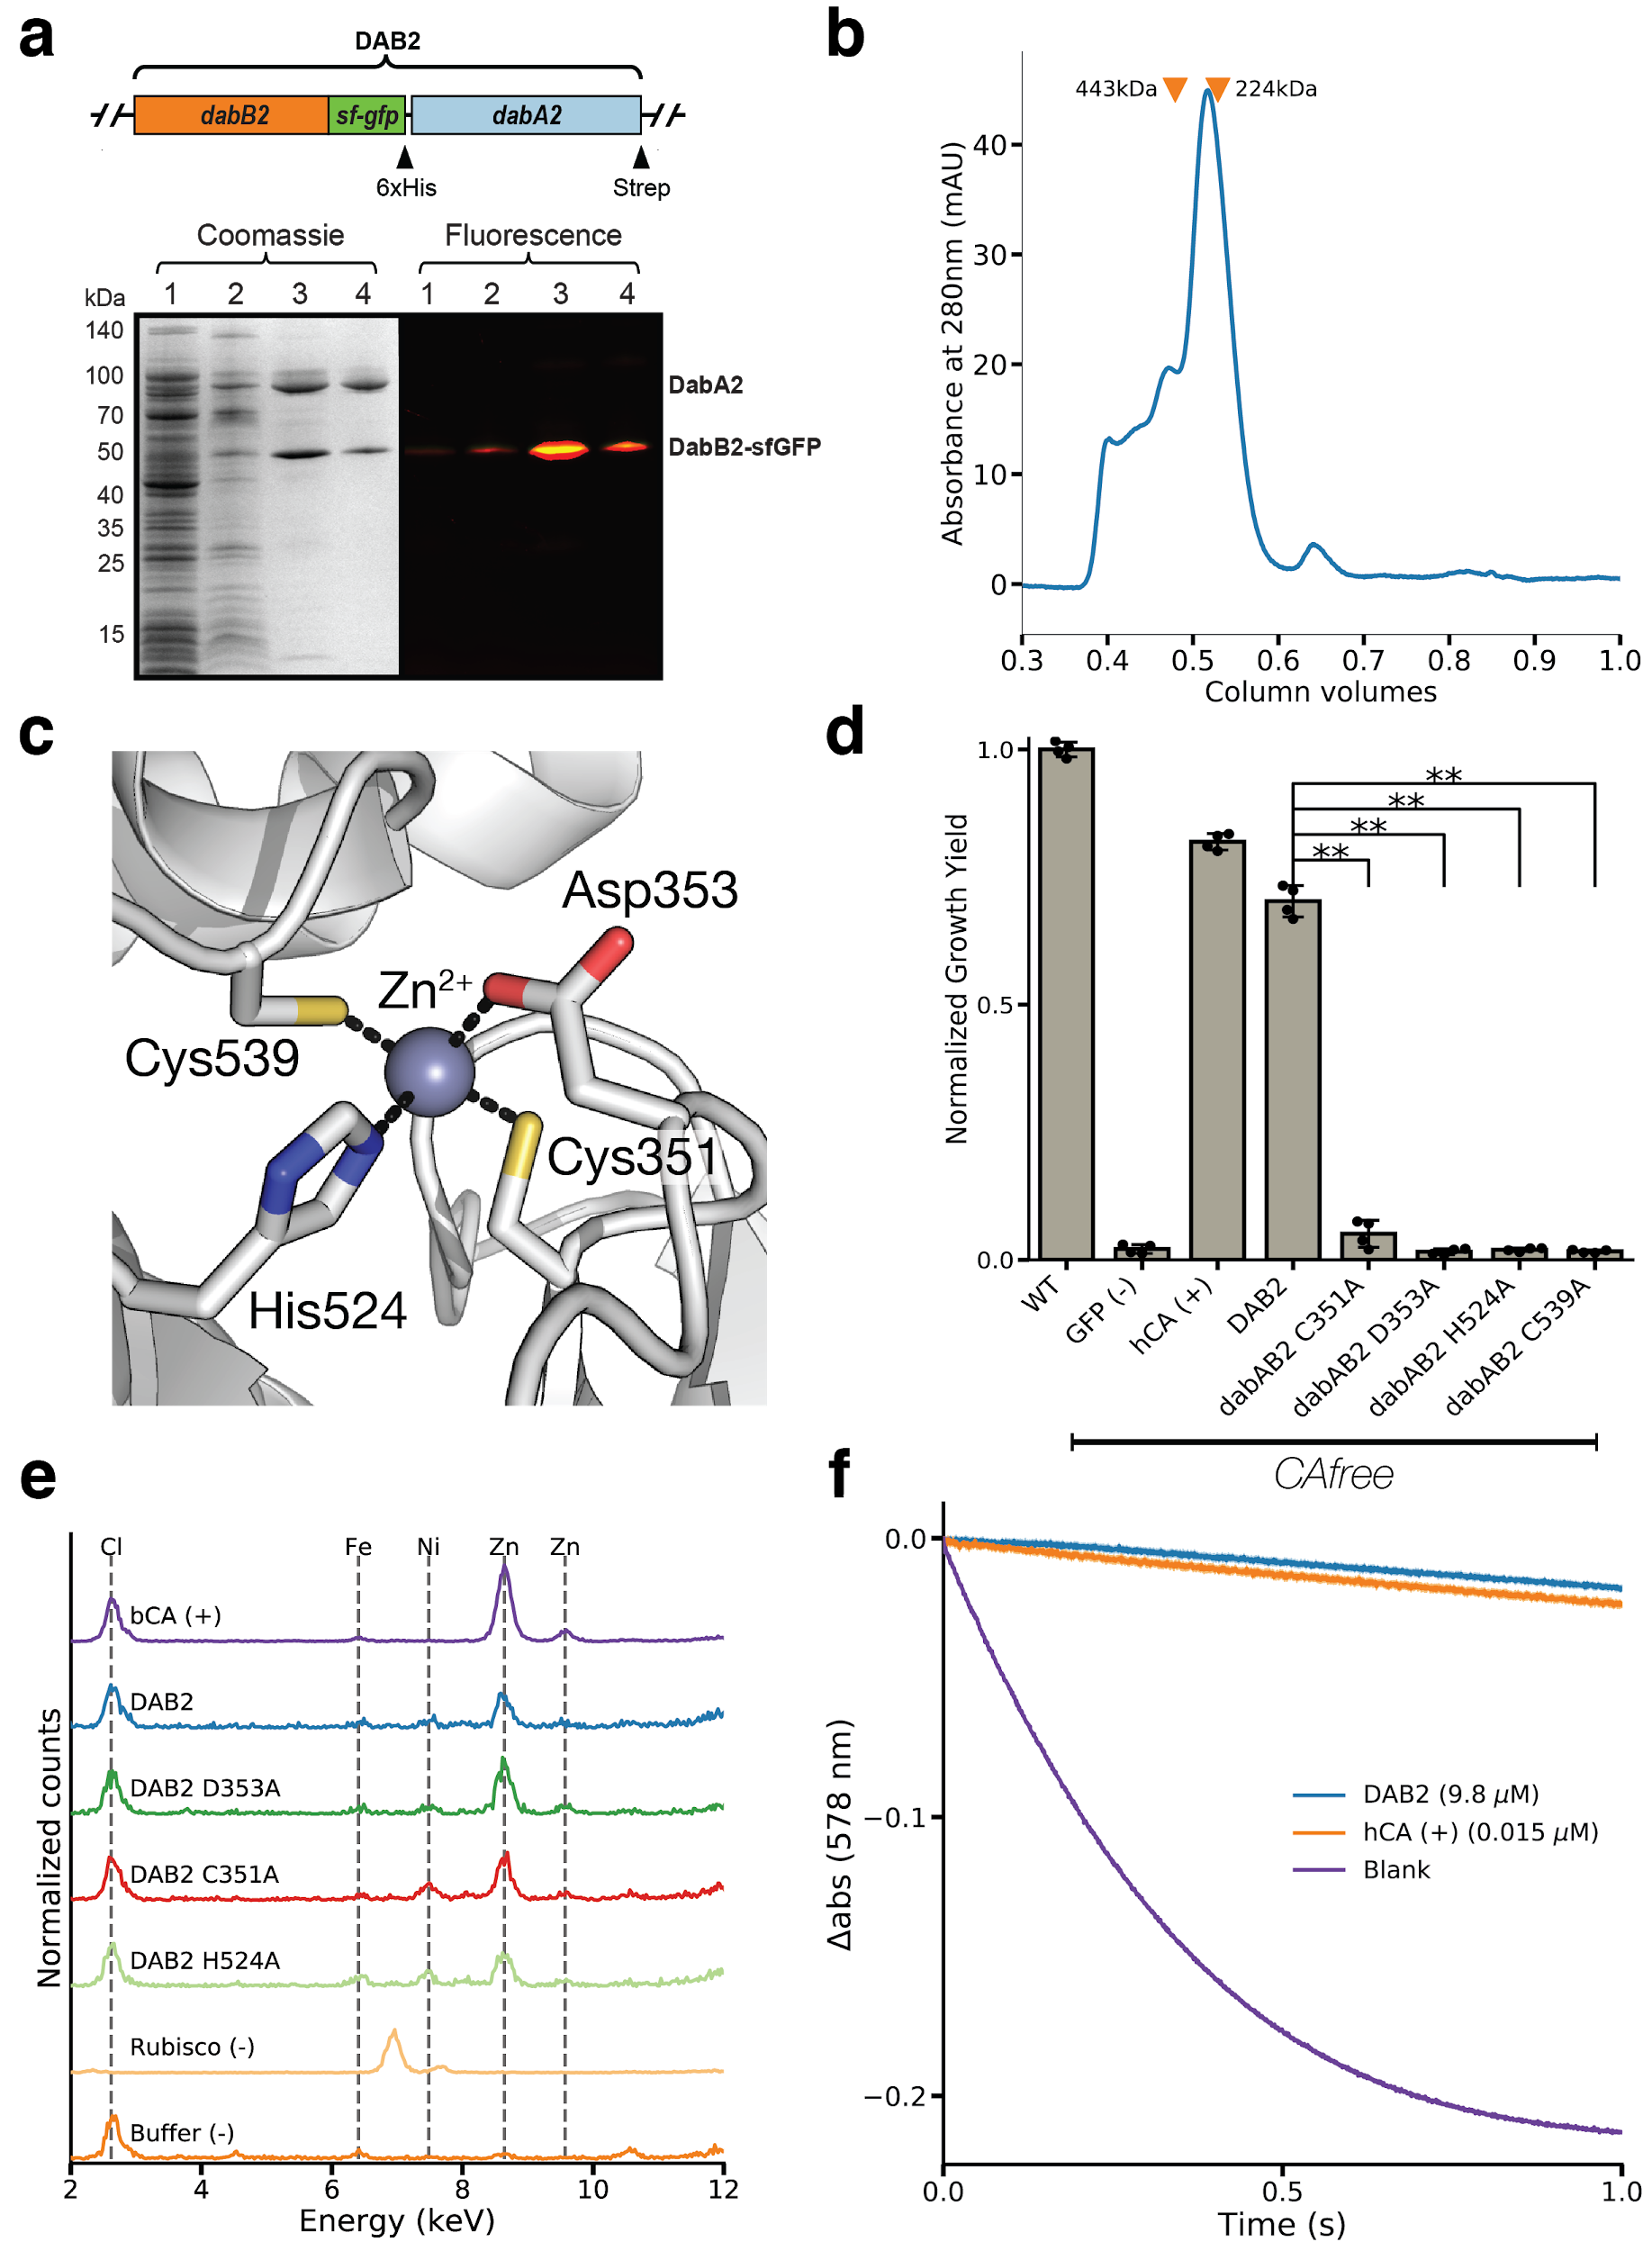 a
DAB2
dabB2 sf-gfp dabA2
6xHis Strep
Coomassie Fluorescence
kDa 1 2 3 4 1 2 3 4
140
100
70
50
40
35
25
15
DabA2
DabB2-sfGFP
b
443kDa 224kDa
Absorbance at 280nm (mAU)
40
30
20
10
0
0.3 0.4 0.5 0.6 0.7 0.8 0.9 1.0
Column volumes
c
Asp353
Zn2+
Cys539
Cys351
His524
d
Normalized Growth Yield
1.0
0.5
0.0
**
**
**
**
WT
GFP (-)
hCA (+)
DAB2
dabAB2 C351A
dabAB2 D353A
dabAB2 H524A
dabAB2 C539A
CAfree
e
Normalized counts
Cl Fe Ni Zn Zn
bCA (+)
DAB2
DAB2 D353A
DAB2 C351A
DAB2 H524A
Rubisco (-)
Buffer (-)
2 4 6 8 10 12
Energy (keV)
f
Δabs (578 nm)
0.0
−0.1
−0.2
DAB2 (9.8 μM)
hCA (+) (0.015 μM)
Blank
0.0 0.5 1.0
Time (s)